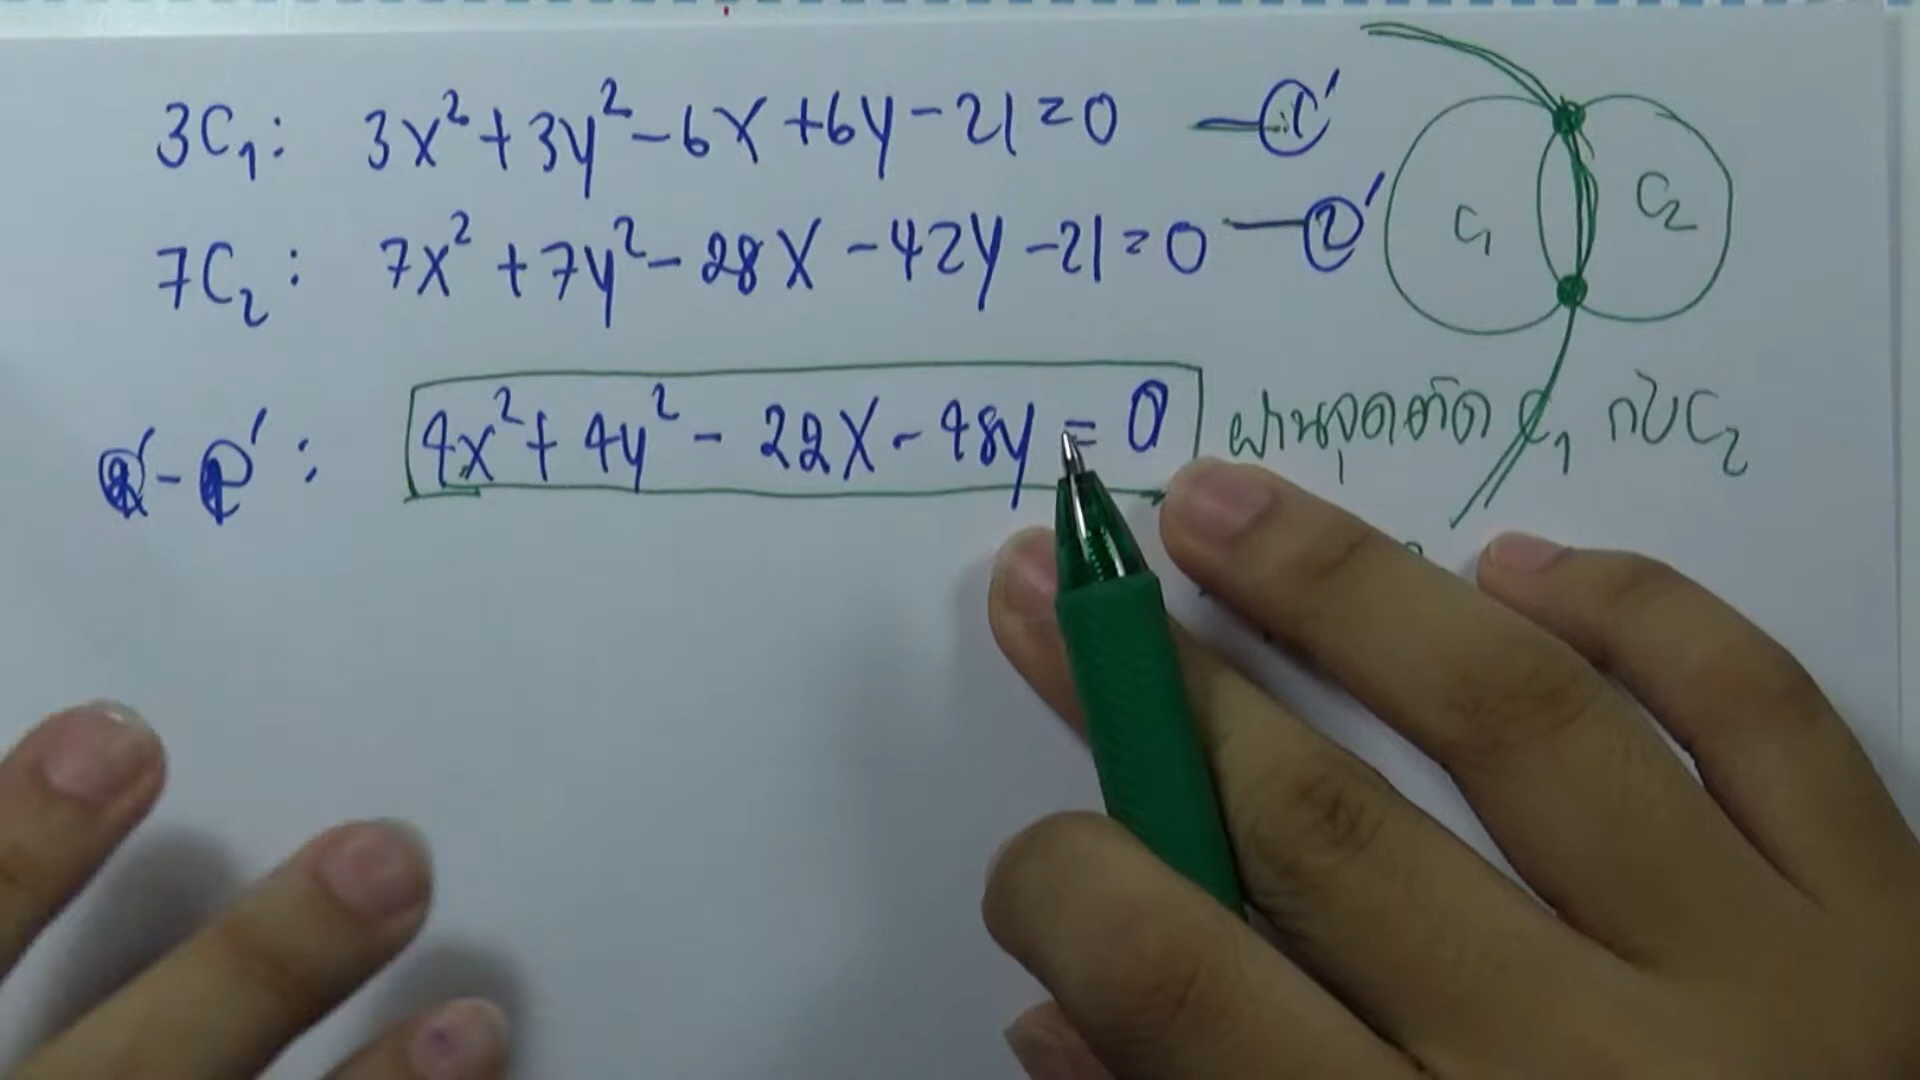 3C₁: 3x² + 3y² - 6x + 6y - 21 = 0 — ①′
7C₂: 7x² + 7y² - 28x - 42y - 21 = 0 — ②′
C₁ C₂
②′ - ①′: 4x² + 4y² - 22x - 48y = 0 ผ่านจุดตัด C₁ กับ C₂